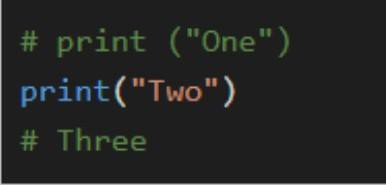 # print ("One")
print("Two")
# Three